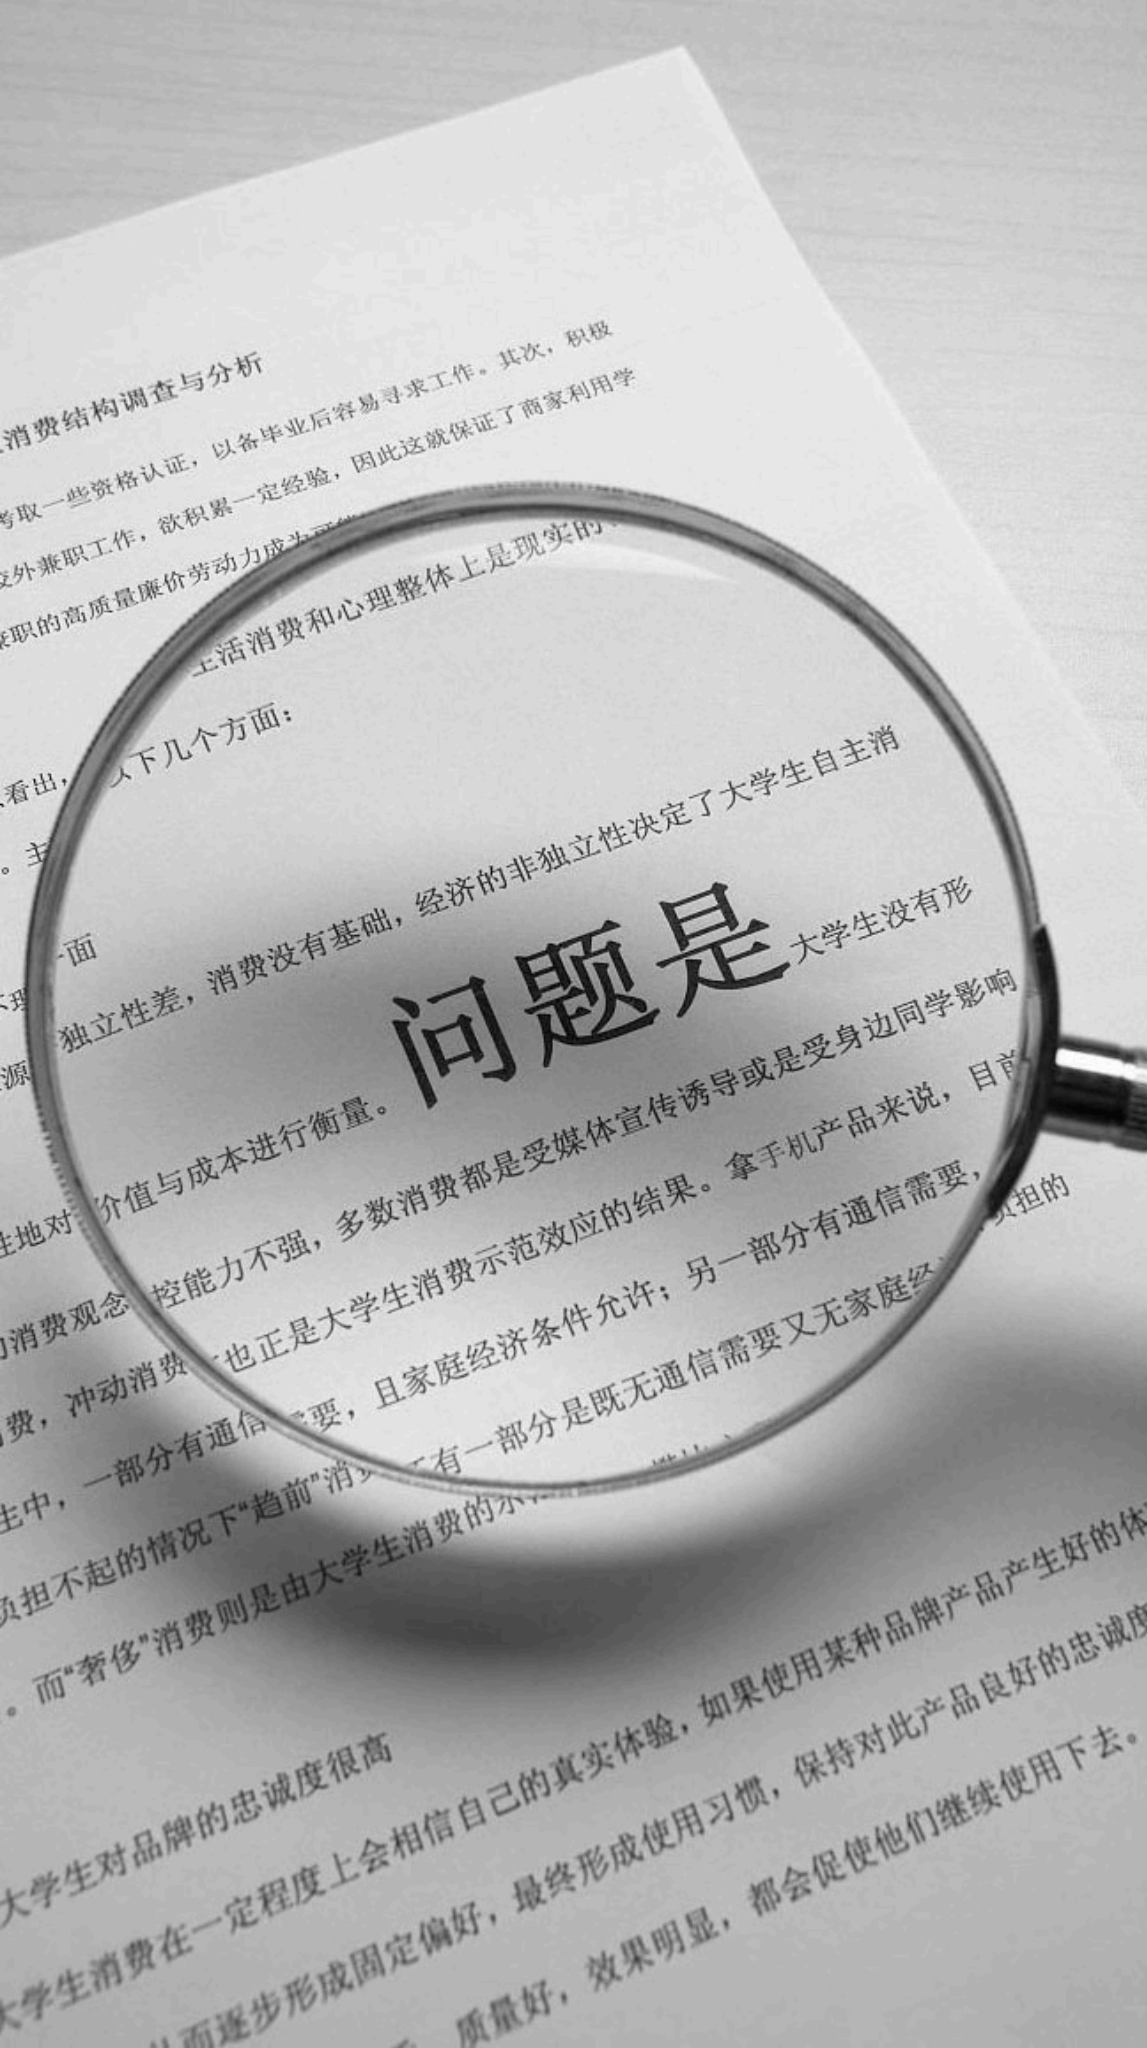 消费结构调查与分析
考取一些资格认证，以备毕业后容易寻求工作。其次，积极
外兼职工作，欲积累一定经验，因此这就保证了商家利用学
兼职的高质量廉价劳动力成为可能
生活消费和心理整体上是现实的
看出，以下几个方面：
。主
一面
独立性差，消费没有基础，经济的非独立性决定了大学生自主消
源
性地对 价值与成本进行衡量。问题是大学生没有形
消费观念 控能力不强，多数消费都是受媒体宣传诱导或是受身边同学影响
费，冲动消费 也正是大学生消费示范效应的结果。拿手机产品来说，目前
生中，一部分有通信需要，且家庭经济条件允许；另一部分有通信需要，负担的
负担不起的情况下“趋前”消费 还有一部分是既无通信需要又无家庭经
。而“奢侈”消费则是由大学生消费的示
大学生对品牌的忠诚度很高
大学生消费在一定程度上会相信自己的真实体验，如果使用某种品牌产品产生好的体
而逐步形成固定偏好，最终形成使用习惯，保持对此产品良好的忠诚度
质量好，效果明显，都会促使他们继续使用下去。